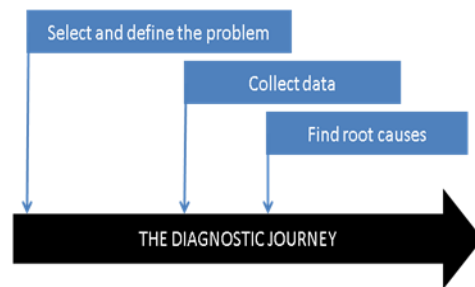 Select and define the problem
Collect data
Find root causes
THE DIAGNOSTIC JOURNEY